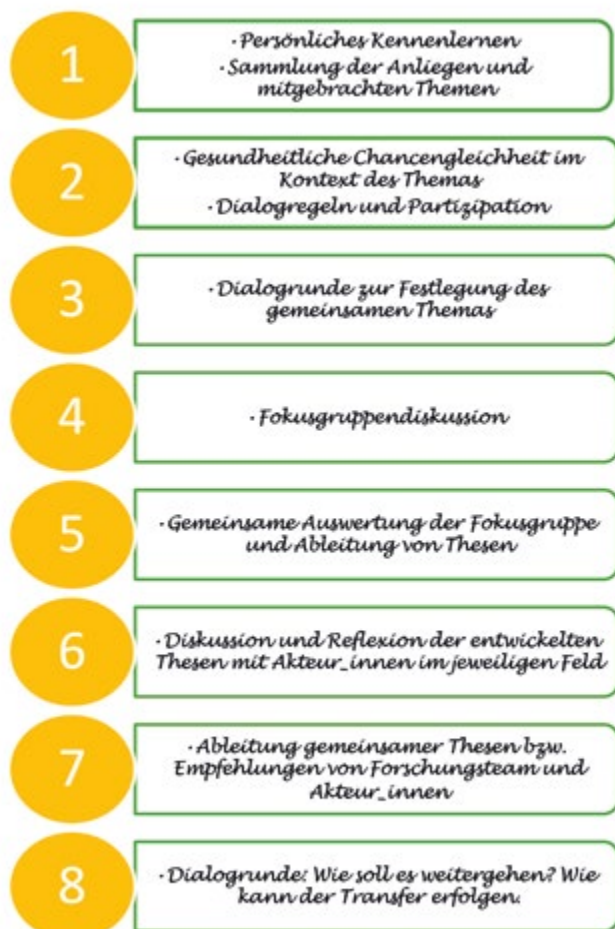 1
·Persönliches Kennenlernen
·Sammlung der Anliegen und
mitgebrachten Themen
2
·Gesundheitliche Chancengleichheit im
Kontext des Themas
·Dialogregeln und Partizipation
3
·Dialogrunde zur Festlegung des
gemeinsamen Themas
4
·Fokusgruppendiskussion
5
·Gemeinsame Auswertung der Fokusgruppe
und Ableitung von Thesen
6
·Diskussion und Reflexion der entwickelten
Thesen mit Akteur_innen im jeweiligen Feld
7
·Ableitung gemeinsamer Thesen bzw.
Empfehlungen von Forschungsteam und
Akteur_innen
8
·Dialogrunde: Wie soll es weitergehen? Wie
kann der Transfer erfolgen.